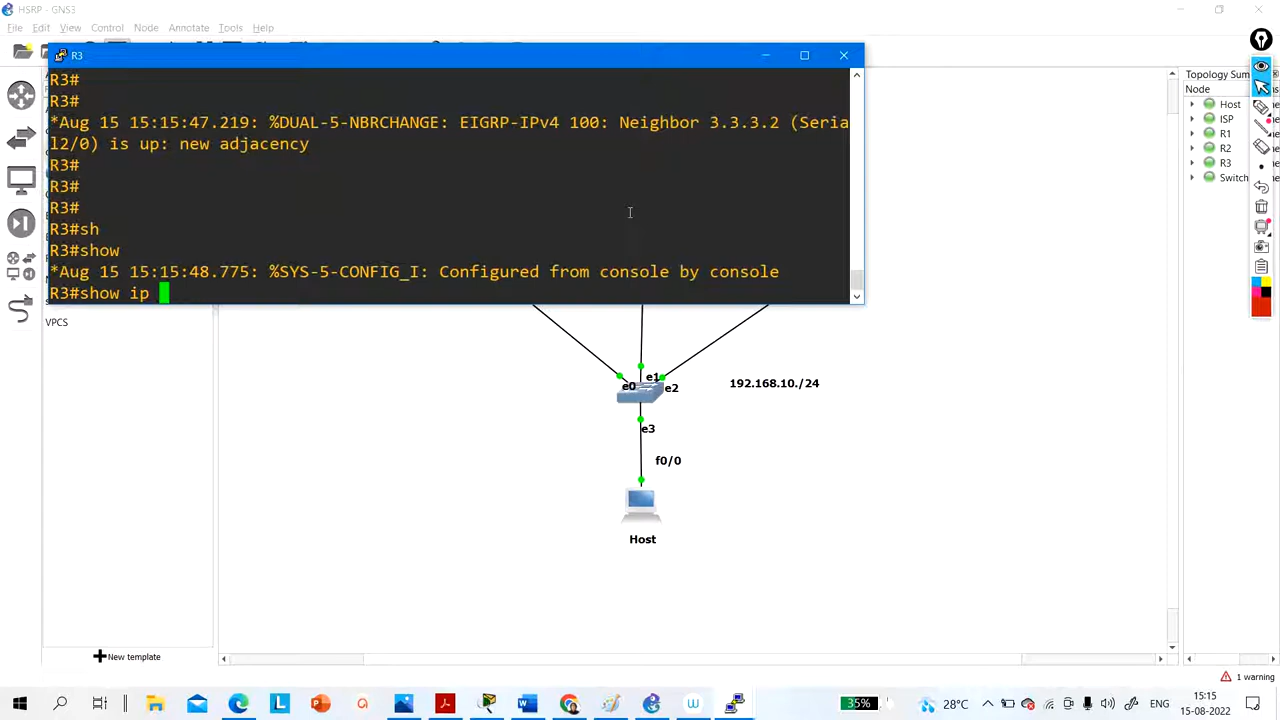 HSRP - GNS3
File Edit View Control Node Annotate Tools Help
R3
R3#
R3#
*Aug 15 15:15:47.219: %DUAL-5-NBRCHANGE: EIGRP-IPv4 100: Neighbor 3.3.3.2 (Seria
l2/0) is up: new adjacency
R3#
R3#
R3#
R3#sh
R3#show
*Aug 15 15:15:48.775: %SYS-5-CONFIG_I: Configured from console by console
R3#show ip
VPCS
New template
e0
e1
e2
192.168.10./24
e3
f0/0
Host
Topology Sum
Node
Host
ISP
R1
R2
R3
Switch
1 warning
35%
28°C
ENG
15:15
15-08-2022